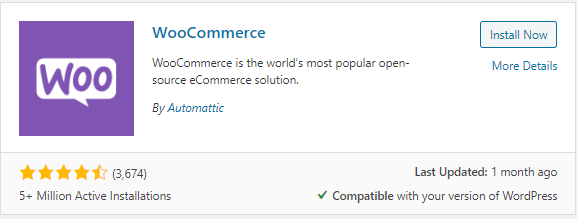 WOO
WooCommerce
Install Now
WooCommerce is the world's most popular open-
source eCommerce solution.
More Details
By Automattic
(3,674)
Last Updated: 1 month ago
5+ Million Active Installations
Compatible with your version of WordPress